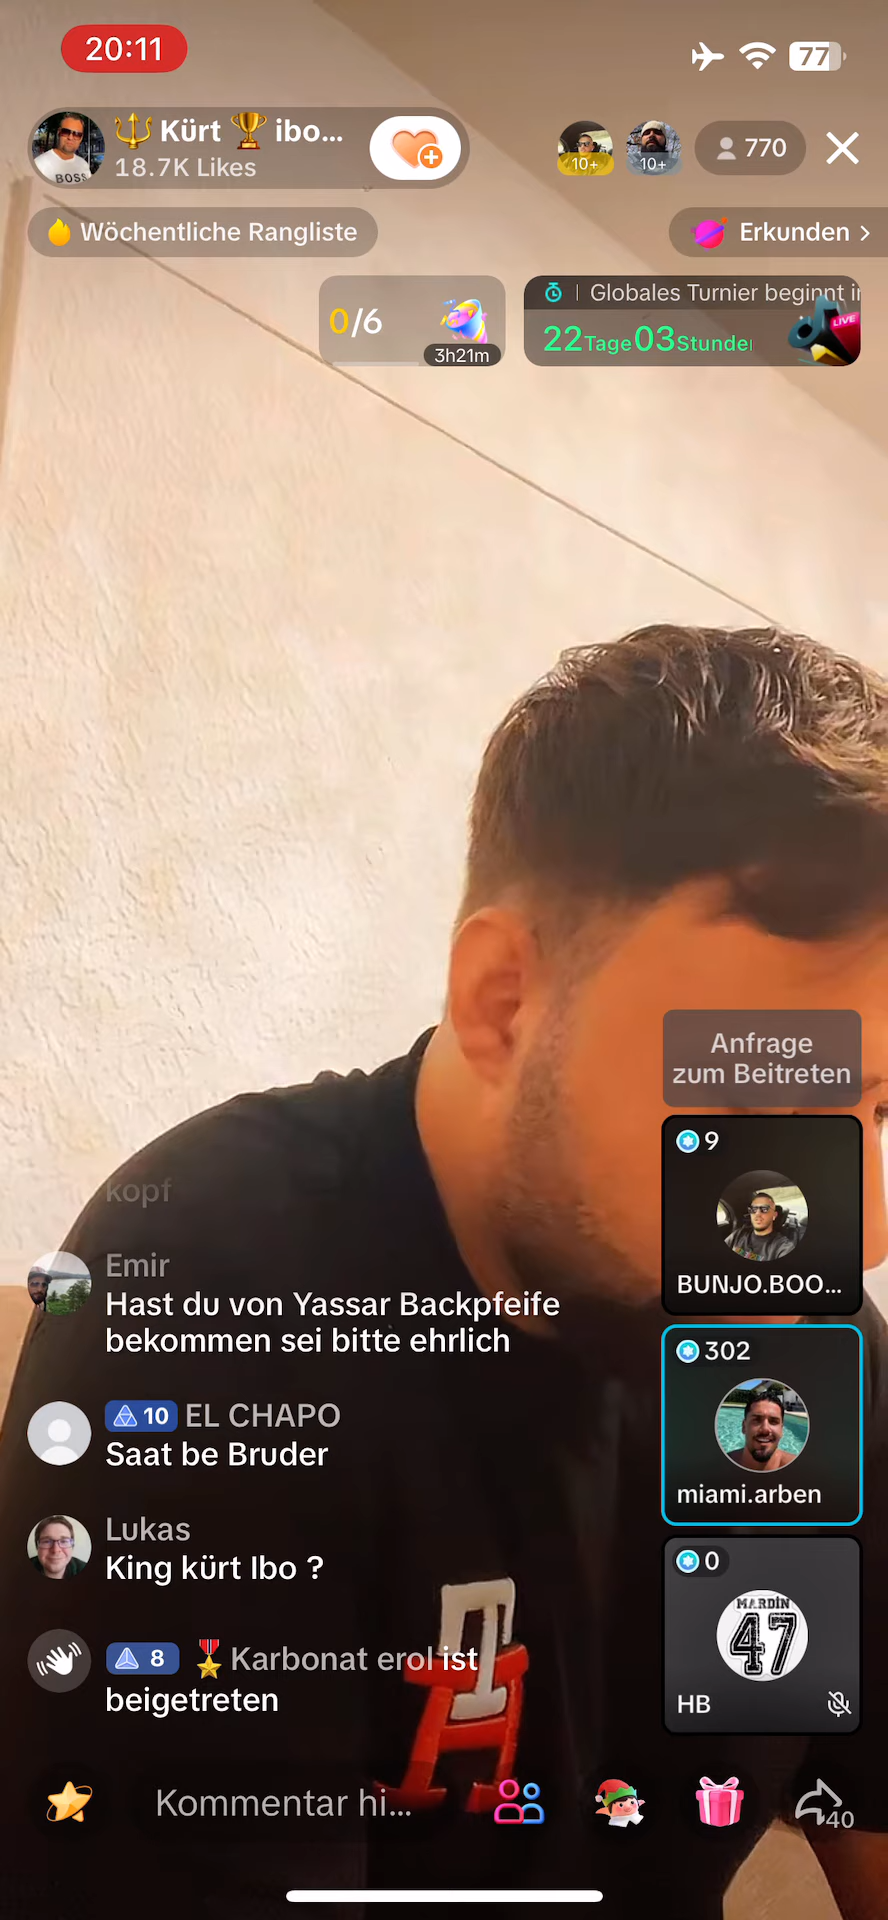 20:11
77
🔱 Kürt 🏆 ibo...
18.7K Likes
BOSS
10+
10+
770
Wöchentliche Rangliste
Erkunden >
0/6
3h21m
Globales Turnier beginnt
22Tage03Stunde
LIVE
Anfrage
zum Beitreten
9
BUNJO.BOO...
302
miami.arben
0
MARDİN
47
HB
kopf
Emir
Hast du von Yassar Backpfeife
bekommen sei bitte ehrlich
10 EL CHAPO
Saat be Bruder
Lukas
King kürt Ibo ?
8 🎖 Karbonat erol ist
beigetreten
Kommentar hi...
40